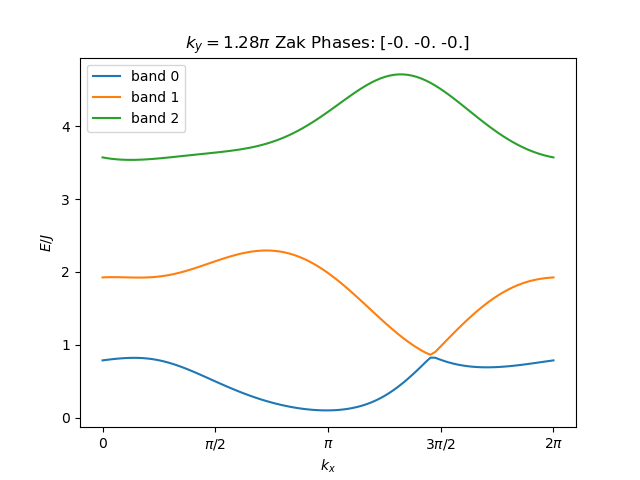 k_y = 1.28π Zak Phases: [-0. -0. -0.]
band 0
band 1
band 2
4
3
2
1
0
E/J
0 π/2 π 3π/2 2π
k_x